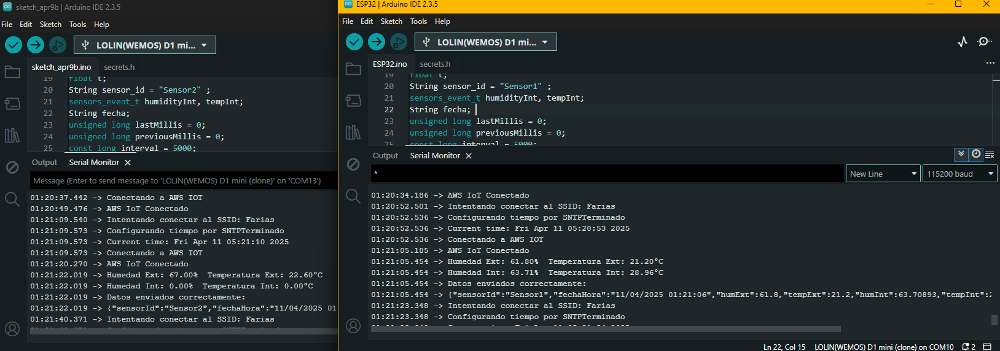 sketch_apr9b | Arduino IDE 2.3.5
File Edit Sketch Tools Help
LOLIN(WEMOS) D1 mi...
sketch_apr9b.ino secrets.h
19 float t;
20 String sensor_id = "Sensor2" ;
21 sensors_event_t humidityInt, tempInt;
22 String fecha;
23 unsigned long lastMillis = 0;
24 unsigned long previousMillis = 0;
25 const long interval = 5000;
Output Serial Monitor
Message (Enter to send message to 'LOLIN(WEMOS) D1 mini (clone)' on 'COM13')
01:20:37.442 -> Conectando a AWS IOT
01:20:49.476 -> AWS IoT Conectado
01:21:09.540 -> Intentando conectar al SSID: Farias
01:21:09.573 -> Configurando tiempo por SNTPTerminado
01:21:09.573 -> Current time: Fri Apr 11 05:21:10 2025
01:21:09.573 -> Conectando a AWS IOT
01:21:20.270 -> AWS IoT Conectado
01:21:22.019 -> Humedad Ext: 67.00%  Temperatura Ext: 22.60°C
01:21:22.019 -> Humedad Int: 0.00%  Temperatura Int: 0.00°C
01:21:22.019 -> Datos enviados correctamente:
01:21:22.019 -> {"sensorId":"Sensor2","fechaHora":"11/04/2025 01
01:21:40.371 -> Intentando conectar al SSID: Farias
ESP32 | Arduino IDE 2.3.5
File Edit Sketch Tools Help
LOLIN(WEMOS) D1 mi...
ESP32.ino secrets.h
19 float t;
20 String sensor_id = "Sensor1" ;
21 sensors_event_t humidityInt, tempInt;
22 String fecha;
23 unsigned long lastMillis = 0;
24 unsigned long previousMillis = 0;
25 const long interval = 5000;
Output Serial Monitor
* New Line 115200 baud
01:20:34.186 -> AWS IoT Conectado
01:20:52.501 -> Intentando conectar al SSID: Farias
01:20:52.536 -> Configurando tiempo por SNTPTerminado
01:20:52.536 -> Current time: Fri Apr 11 05:20:53 2025
01:20:52.536 -> Conectando a AWS IOT
01:21:05.185 -> AWS IoT Conectado
01:21:05.454 -> Humedad Ext: 61.80%  Temperatura Ext: 21.20°C
01:21:05.454 -> Humedad Int: 63.71%  Temperatura Int: 28.96°C
01:21:05.454 -> Datos enviados correctamente:
01:21:05.454 -> {"sensorId":"Sensor1","fechaHora":"11/04/2025 01:21:06","humExt":61.8,"tempExt":21.2,"humInt":63.70893,"tempInt":2
01:21:23.348 -> Intentando conectar al SSID: Farias
01:21:23.348 -> Configurando tiempo por SNTPTerminado
Ln 22, Col 15 LOLIN(WEMOS) D1 mini (clone) on COM10 2